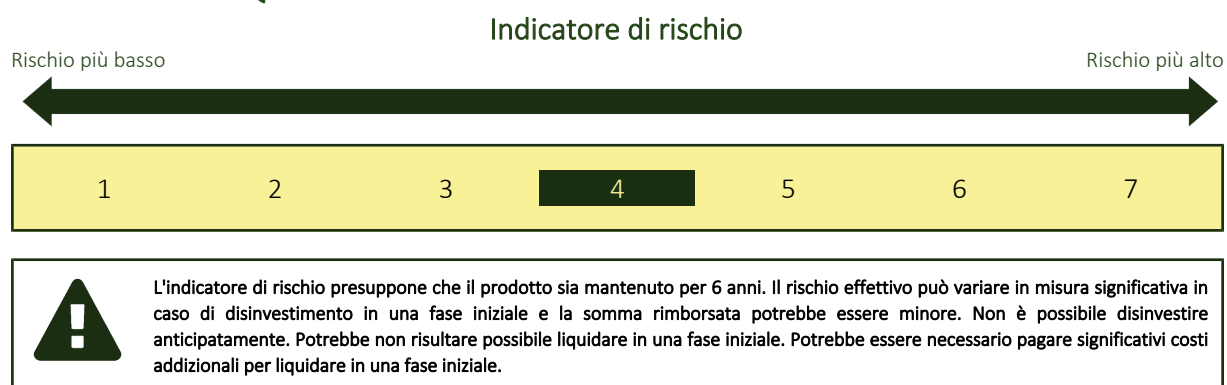 Indicatore di rischio
Rischio più basso
Rischio più alto
1 2 3 4 5 6 7
L'indicatore di rischio presuppone che il prodotto sia mantenuto per 6 anni. Il rischio effettivo può variare in misura significativa in
caso di disinvestimento in una fase iniziale e la somma rimborsata potrebbe essere minore. Non è possibile disinvestire
anticipatamente. Potrebbe non risultare possibile liquidare in una fase iniziale. Potrebbe essere necessario pagare significativi costi
addizionali per liquidare in una fase iniziale.